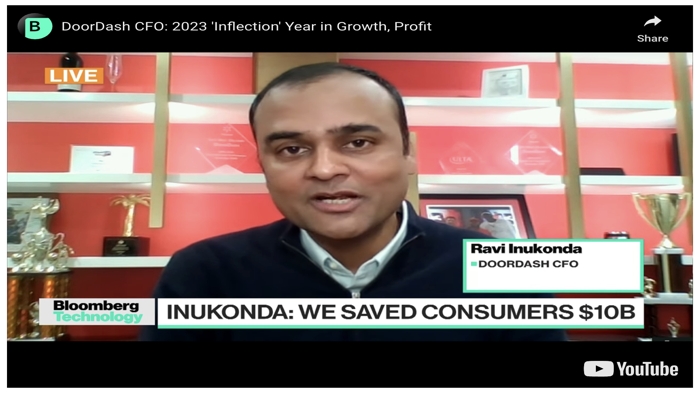 B
DoorDash CFO: 2023 'Inflection' Year in Growth, Profit
Share
LIVE
Ravi Inukonda
DOORDASH CFO
Bloomberg
Technology
INUKONDA: WE SAVED CONSUMERS $10B
YouTube